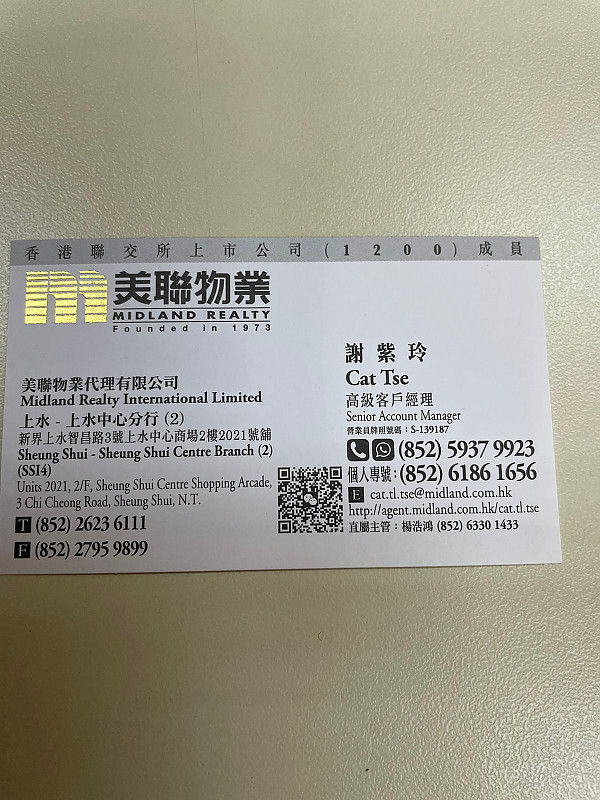 香港聯交所上市公司(1200)成員
美聯物業
MIDLAND REALTY
Founded in 1973
美聯物業代理有限公司
Midland Realty International Limited
上水 - 上水中心分行 (2)
新界上水智昌路3號上水中心商場2樓2021號舖
Sheung Shui - Sheung Shui Centre Branch (2)
(SSI4)
Units 2021, 2/F, Sheung Shui Centre Shopping Arcade,
3 Chi Cheong Road, Sheung Shui, N.T.
T (852) 2623 6111
F (852) 2795 9899
謝紫玲
Cat Tse
高級客戶經理
Senior Account Manager
營業員牌照號碼：S-139187
(852) 5937 9923
個人專號：(852) 6186 1656
E cat.tl.tse@midland.com.hk
http://agent.midland.com.hk/cat.tl.tse
直屬主管：楊浩鴻 (852) 6330 1433